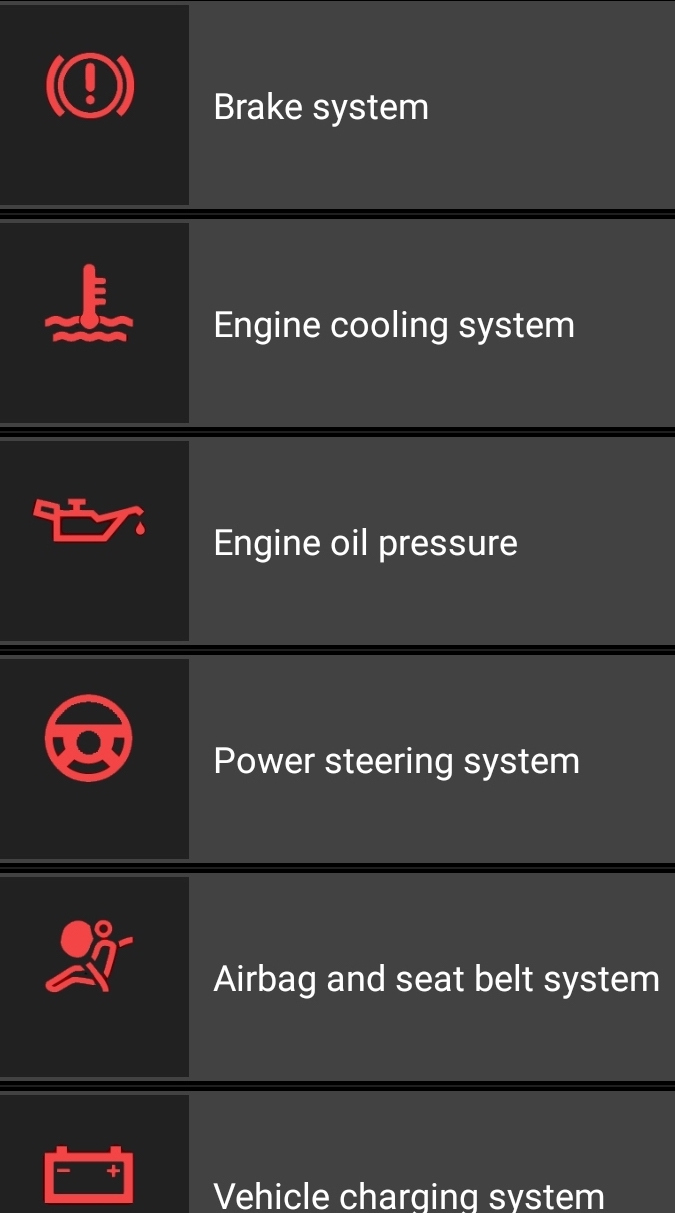 Brake system
Engine cooling system
Engine oil pressure
Power steering system
Airbag and seat belt system
Vehicle charging system